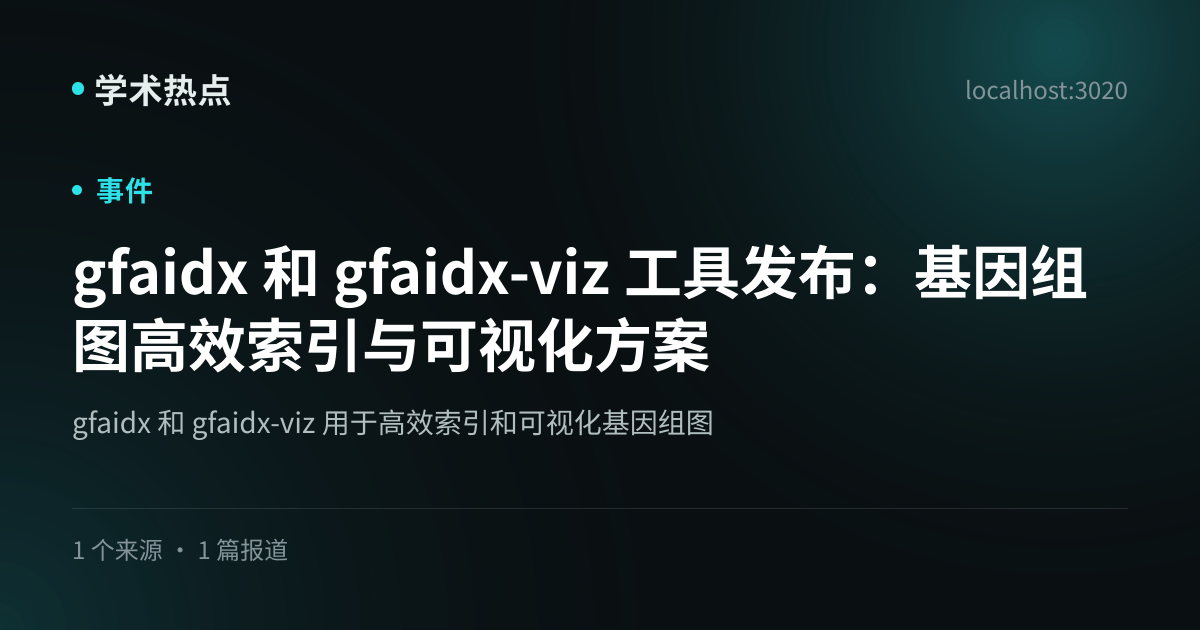 学术热点
localhost:3020
事件
gfaidx 和 gfaidx-viz 工具发布：基因组
图高效索引与可视化方案
gfaidx 和 gfaidx-viz 用于高效索引和可视化基因组图
1 个来源 · 1 篇报道